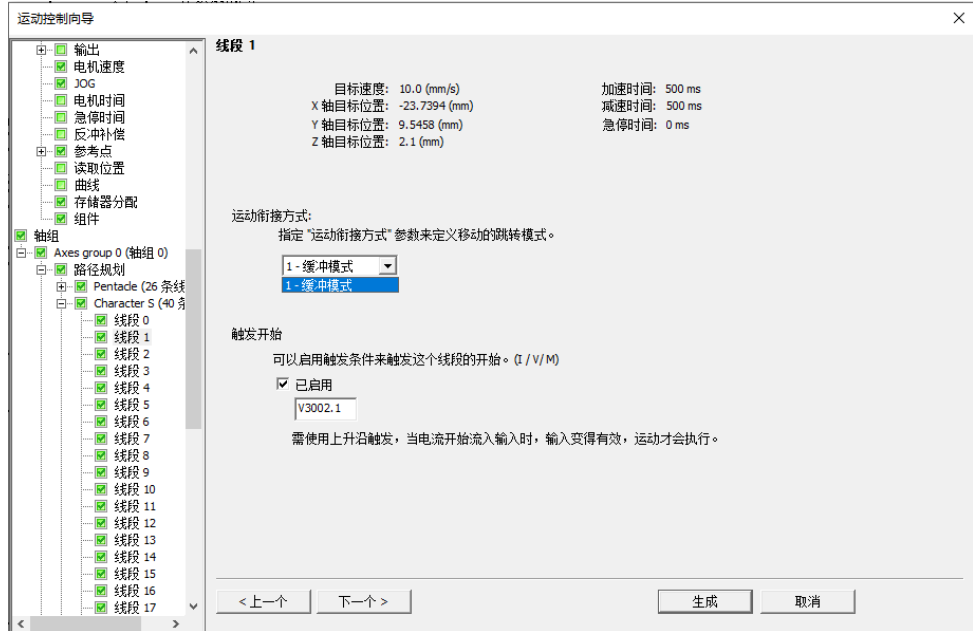 运动控制向导
输出
电机速度
JOG
电机时间
急停时间
反冲补偿
参考点
读取位置
曲线
存储器分配
组件
轴组
Axes group 0 (轴组 0)
路径规划
Pentacle (26 条线
Character S (40 条
线段 0
线段 1
线段 2
线段 3
线段 4
线段 5
线段 6
线段 7
线段 8
线段 9
线段 10
线段 11
线段 12
线段 13
线段 14
线段 15
线段 16
线段 17
线段 1
目标速度: 10.0 (mm/s) 加速时间: 500 ms
X 轴目标位置: -23.7394 (mm) 减速时间: 500 ms
Y 轴目标位置: 9.5458 (mm) 急停时间: 0 ms
Z 轴目标位置: 2.1 (mm)
运动衔接方式:
指定 "运动衔接方式" 参数来定义移动的跳转模式。
1 - 缓冲模式
1 - 缓冲模式
触发开始
可以启用触发条件来触发这个线段的开始。(I / V/ M)
已启用
V3002.1
需使用上升沿触发，当电流开始流入输入时，输入变得有效，运动才会执行。
< 上一个 下一个 > 生成 取消